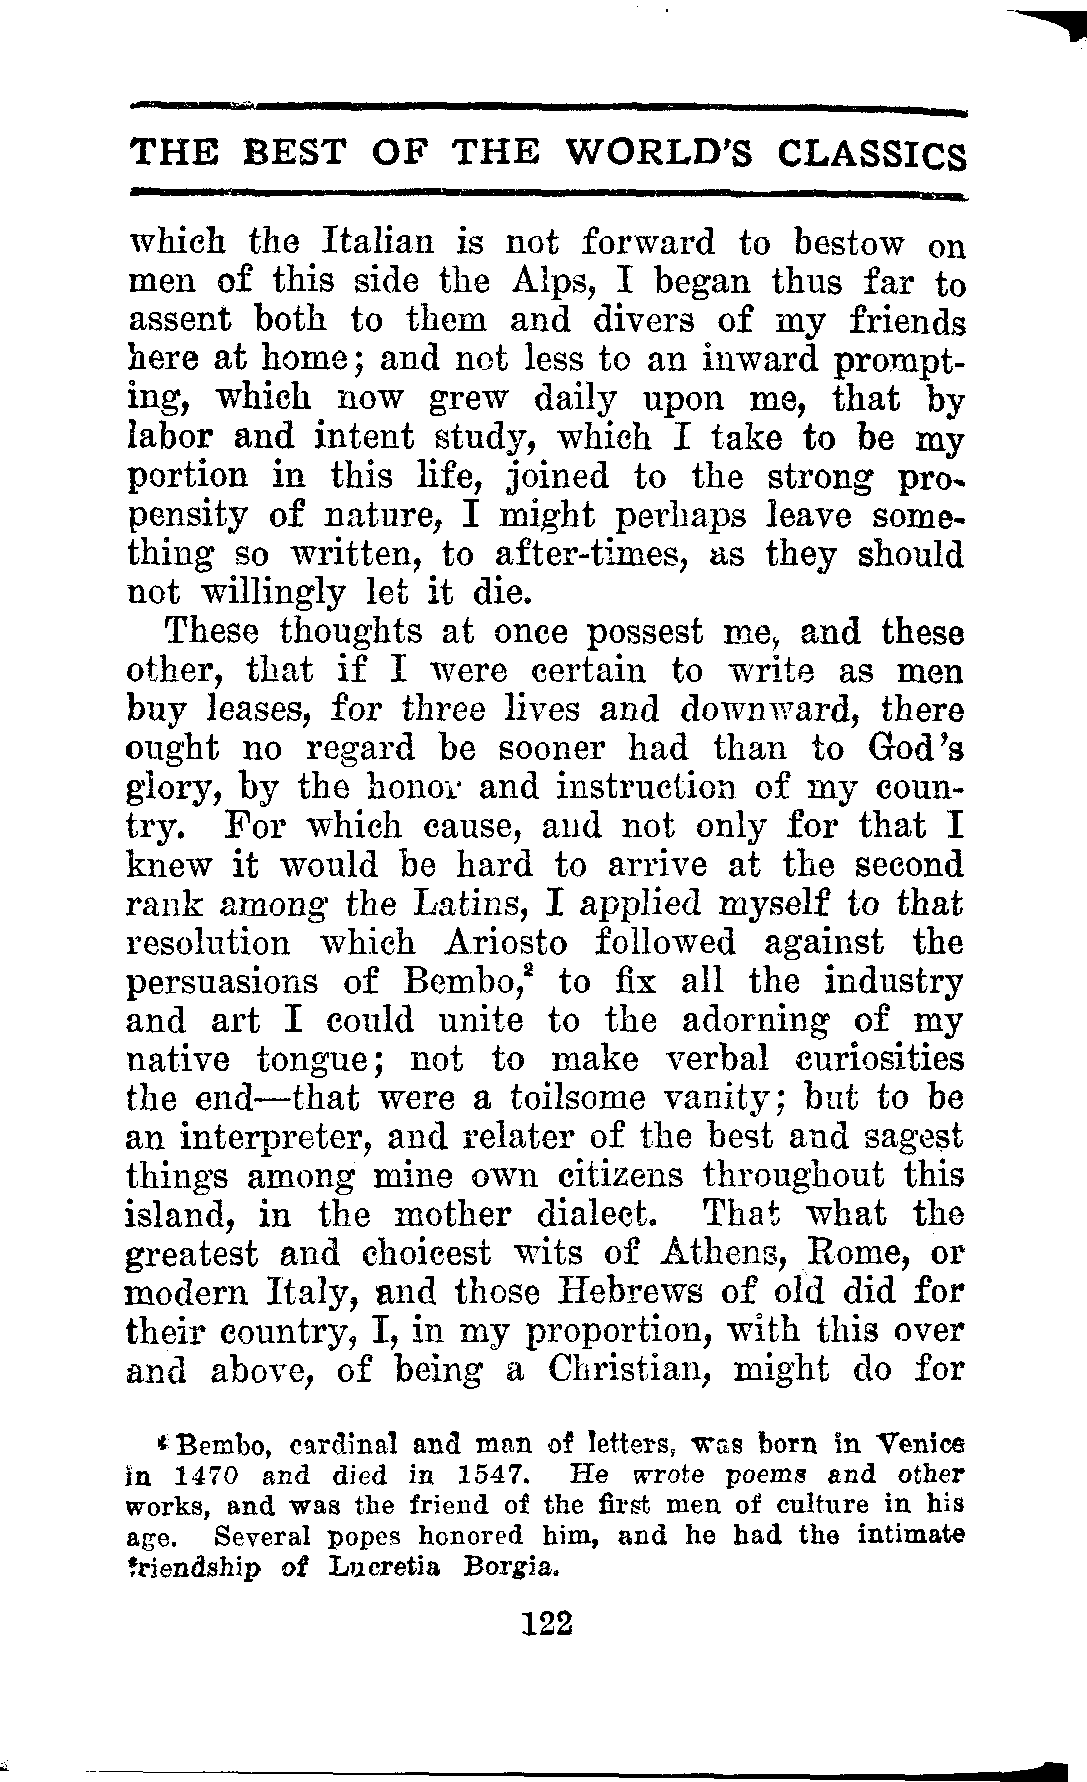 THE BEST OF THE WORLD'S CLASSICS
which the Italian is not forward to bestow on
men of this side the Alps, I began thus far to
assent both to them and divers of my friends
here at home; and not less to an inward prompt-
ing, which now grew daily upon me, that by
labor and intent study, which I take to be my
portion in this life, joined to the strong pro-
pensity of nature, I might perhaps leave some-
thing so written, to after-times, as they should
not willingly let it die.
These thoughts at once possest me, and these
other, that if I were certain to write as men
buy leases, for three lives and downward, there
ought no regard be sooner had than to God's
glory, by the honor and instruction of my coun-
try. For which cause, and not only for that I
knew it would be hard to arrive at the second
rank among the Latins, I applied myself to that
resolution which Ariosto followed against the
persuasions of Bembo,² to fix all the industry
and art I could unite to the adorning of my
native tongue; not to make verbal curiosities
the end—that were a toilsome vanity; but to be
an interpreter, and relater of the best and sagest
things among mine own citizens throughout this
island, in the mother dialect. That what the
greatest and choicest wits of Athens, Rome, or
modern Italy, and those Hebrews of old did for
their country, I, in my proportion, with this over
and above, of being a Christian, might do for
² Bembo, cardinal and man of letters, was born in Venice
in 1470 and died in 1547. He wrote poems and other
works, and was the friend of the first men of culture in his
age. Several popes honored him, and he had the intimate
friendship of Lucretia Borgia.
122